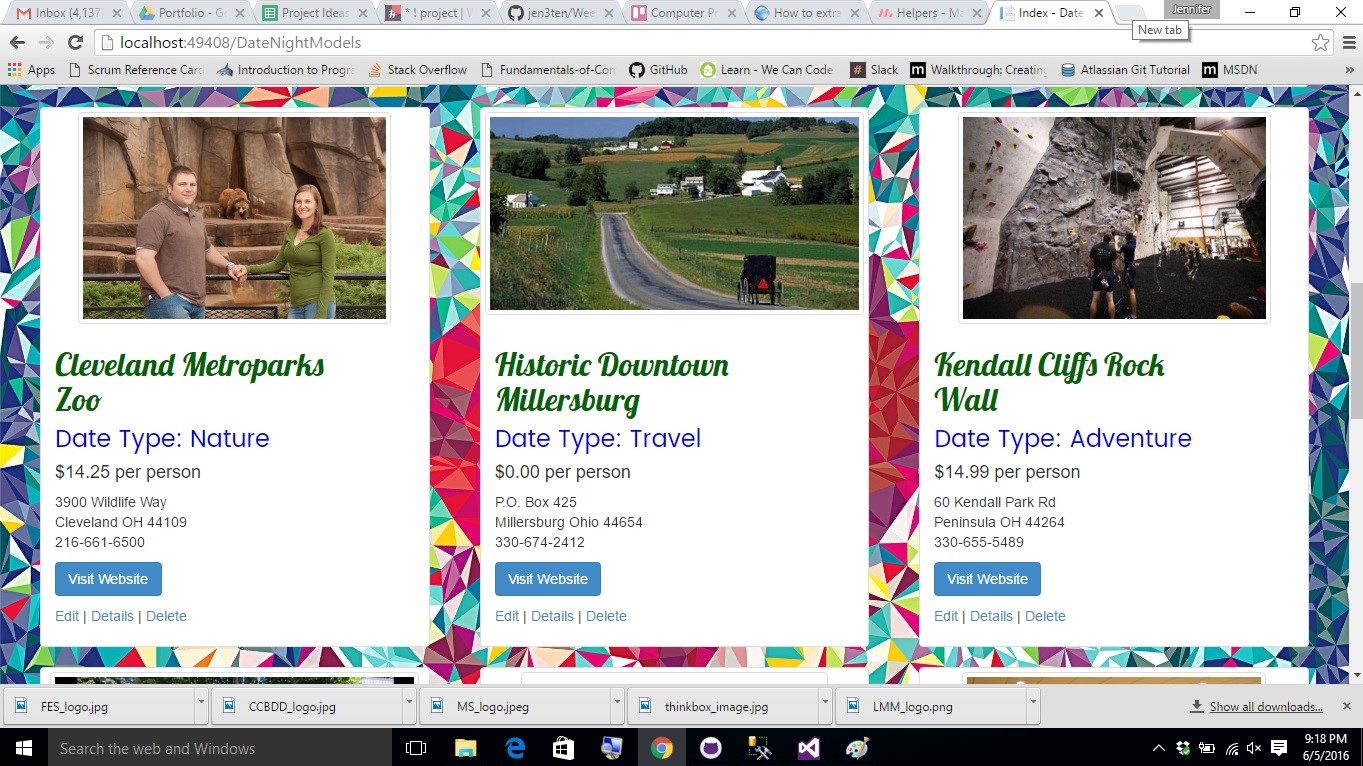 Inbox (4,137
Portfolio - G
Project Ideas
* ! project | 
jen3ten/Wee
Computer P
How to extra
Helpers - Ma
Index - Date
Jennifer
New tab
localhost:49408/DateNightModels
Apps
Scrum Reference Card
Introduction to Progra
Stack Overflow
Fundamentals-of-Con
GitHub
Learn - We Can Code
Slack
Walkthrough: Creating
Atlassian Git Tutorial
MSDN
»
Cleveland Metroparks
Zoo
Date Type: Nature
$14.25 per person
3900 Wildlife Way
Cleveland OH 44109
216-661-6500
Visit Website
Edit | Details | Delete
Historic Downtown
Millersburg
Date Type: Travel
$0.00 per person
P.O. Box 425
Millersburg Ohio 44654
330-674-2412
Visit Website
Edit | Details | Delete
Kendall Cliffs Rock
Wall
Date Type: Adventure
$14.99 per person
60 Kendall Park Rd
Peninsula OH 44264
330-655-5489
Visit Website
Edit | Details | Delete
FES_logo.jpg
CCBDD_logo.jpg
MS_logo.jpeg
thinkbox_image.jpg
LMM_logo.png
Show all downloads...
Search the web and Windows
9:18 PM
6/5/2016